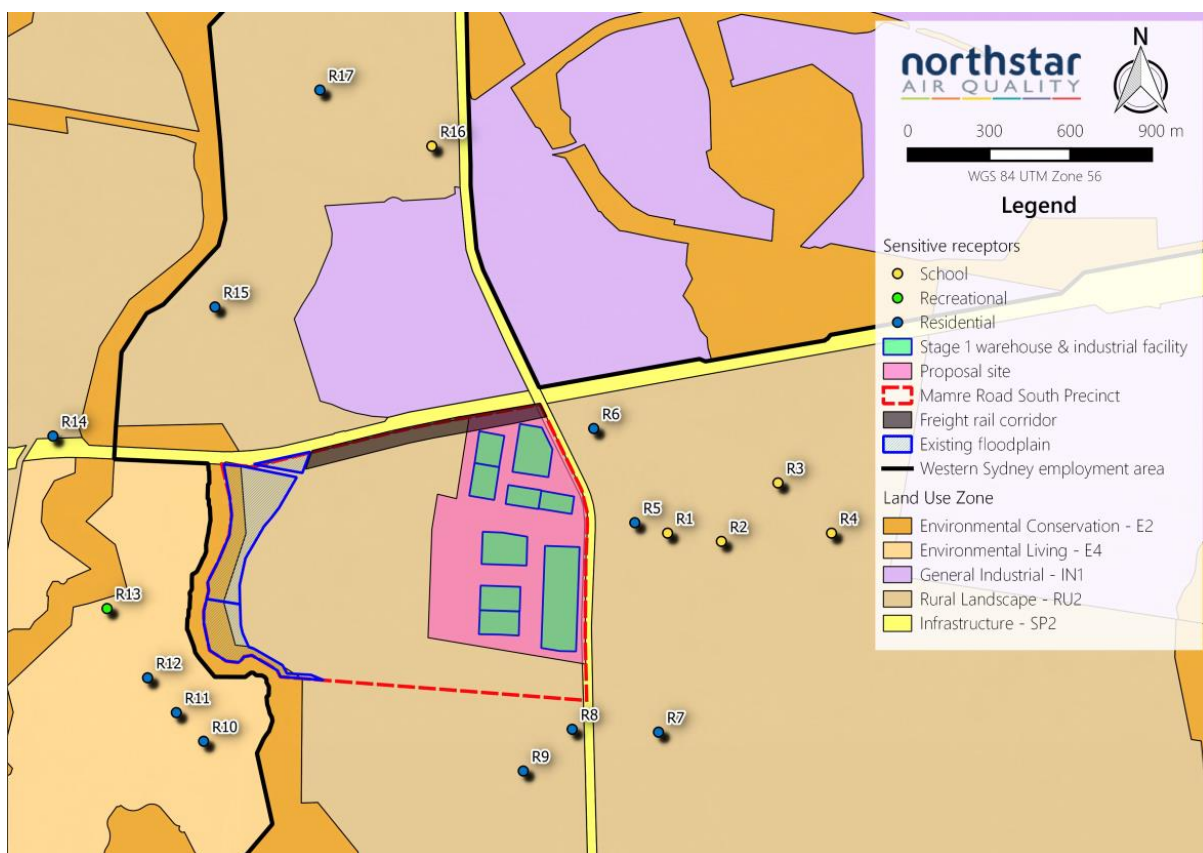 R17
R16
R15
R14
R6
R3
R5
R1
R2
R4
R13
R12
R11
R10
R8
R7
R9
northstar
AIR QUALITY
N
0 300 600 900 m
WGS 84 UTM Zone 56
Legend
Sensitive receptors
School
Recreational
Residential
Stage 1 warehouse & industrial facility
Proposal site
Mamre Road South Precinct
Freight rail corridor
Existing floodplain
Western Sydney employment area
Land Use Zone
Environmental Conservation - E2
Environmental Living - E4
General Industrial - IN1
Rural Landscape - RU2
Infrastructure - SP2